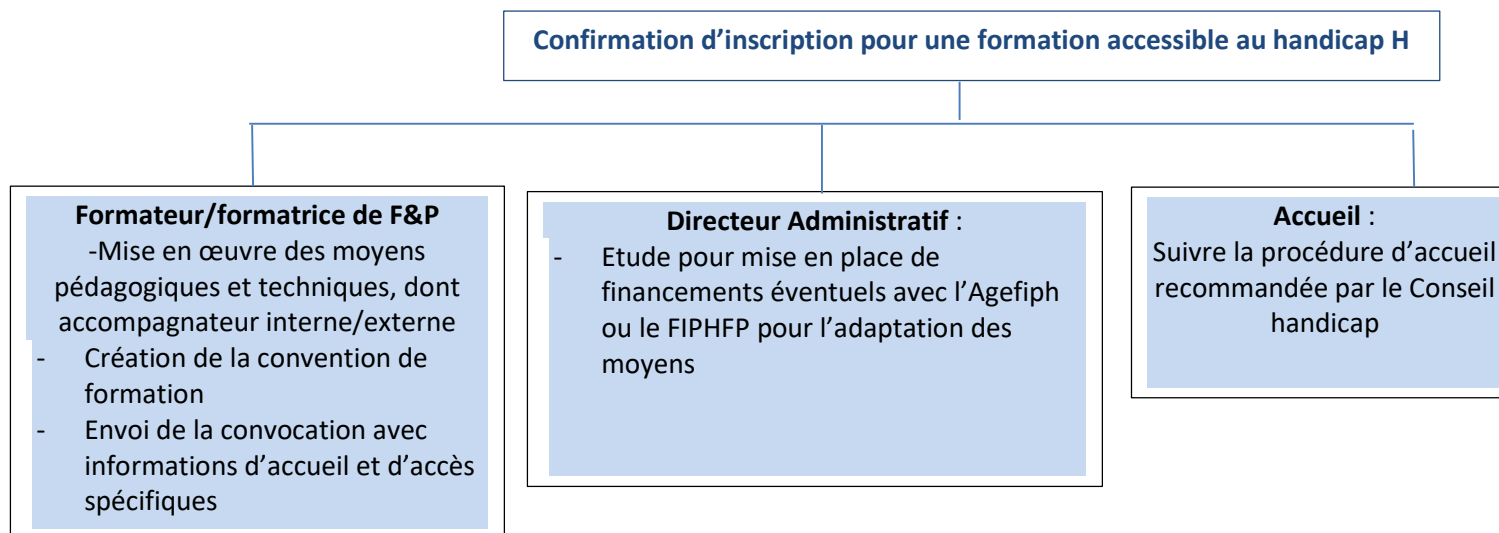 Confirmation d’inscription pour une formation accessible au handicap H
Formateur/formatrice de F&P
-Mise en œuvre des moyens
pédagogiques et techniques, dont
accompagnateur interne/externe
- Création de la convention de
formation
- Envoi de la convocation avec
informations d’accueil et d’accès
spécifiques
Directeur Administratif :
- Etude pour mise en place de
financements éventuels avec l’Agefiph
ou le FIPHFP pour l’adaptation des
moyens
Accueil :
Suivre la procédure d’accueil
recommandée par le Conseil
handicap